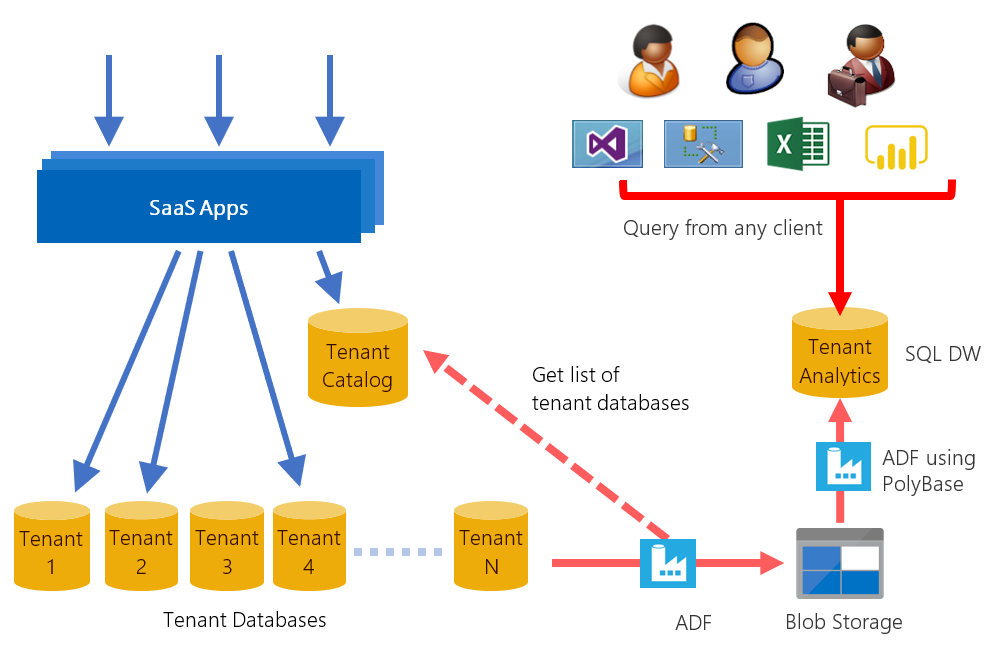 SaaS Apps
Query from any client
Tenant
Catalog
Tenant
Analytics
SQL DW
Get list of
tenant databases
ADF using
PolyBase
Tenant
1
Tenant
2
Tenant
3
Tenant
4
Tenant
N
Tenant Databases
ADF
Blob Storage
X